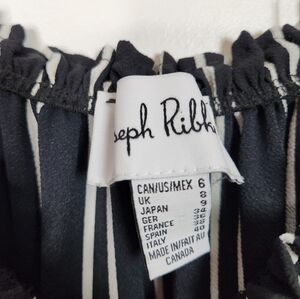 seph Ribk
CAN/US/MEX 6
UK 8
JAPAN 9
GER 34
FRANCE 36
SPAIN 38
ITALY 40
MADE IN/FAIT AU
CANADA